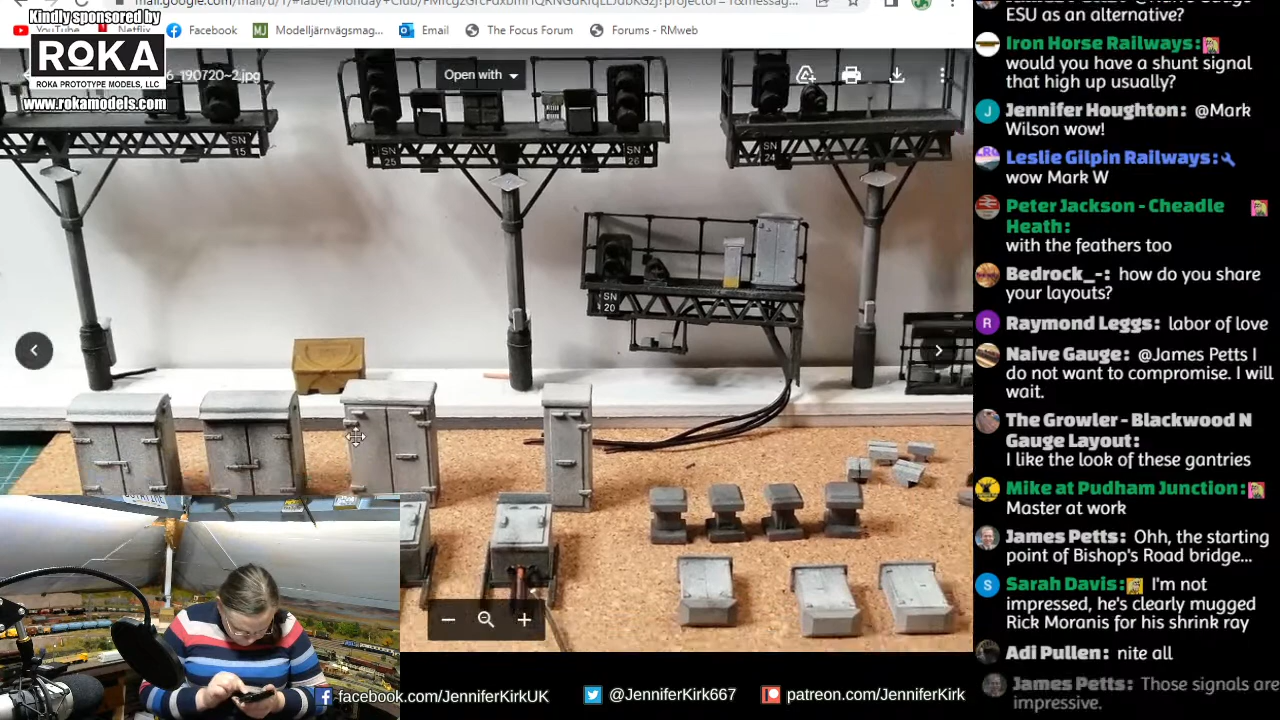 Kindly sponsored by
ROKA
ROKA PROTOTYPE MODELS, LLC
www.rokamodels.com
Facebook
Modelljärnvägsmag...
Email
The Focus Forum
Forums - RMweb
_190720~2.jpg
Open with
SN
15
SN
25
SN
26
SN
24
SN
20
ESU as an alternative?
Iron Horse Railways:
would you have a shunt signal
that high up usually?
J
Jennifer Houghton: @Mark
Wilson wow!
Leslie Gilpin Railways:
wow Mark W
Peter Jackson - Cheadle
Heath:
with the feathers too
Bedrock_-: how do you share
your layouts?
R
Raymond Leggs: labor of love
Naive Gauge: @James Petts I
do not want to compromise. I will
wait.
The Growler - Blackwood N
Gauge Layout:
I like the look of these gantries
Mike at Pudham Junction:
Master at work
James Petts: Ohh, the starting
point of Bishop's Road bridge...
S
Sarah Davis: I'm not
impressed, he's clearly mugged
Rick Moranis for his shrink ray
Adi Pullen: nite all
James Petts: Those signals are
impressive.
facebook.com/JenniferKirkUK
@JenniferKirk667
patreon.com/JenniferKirk